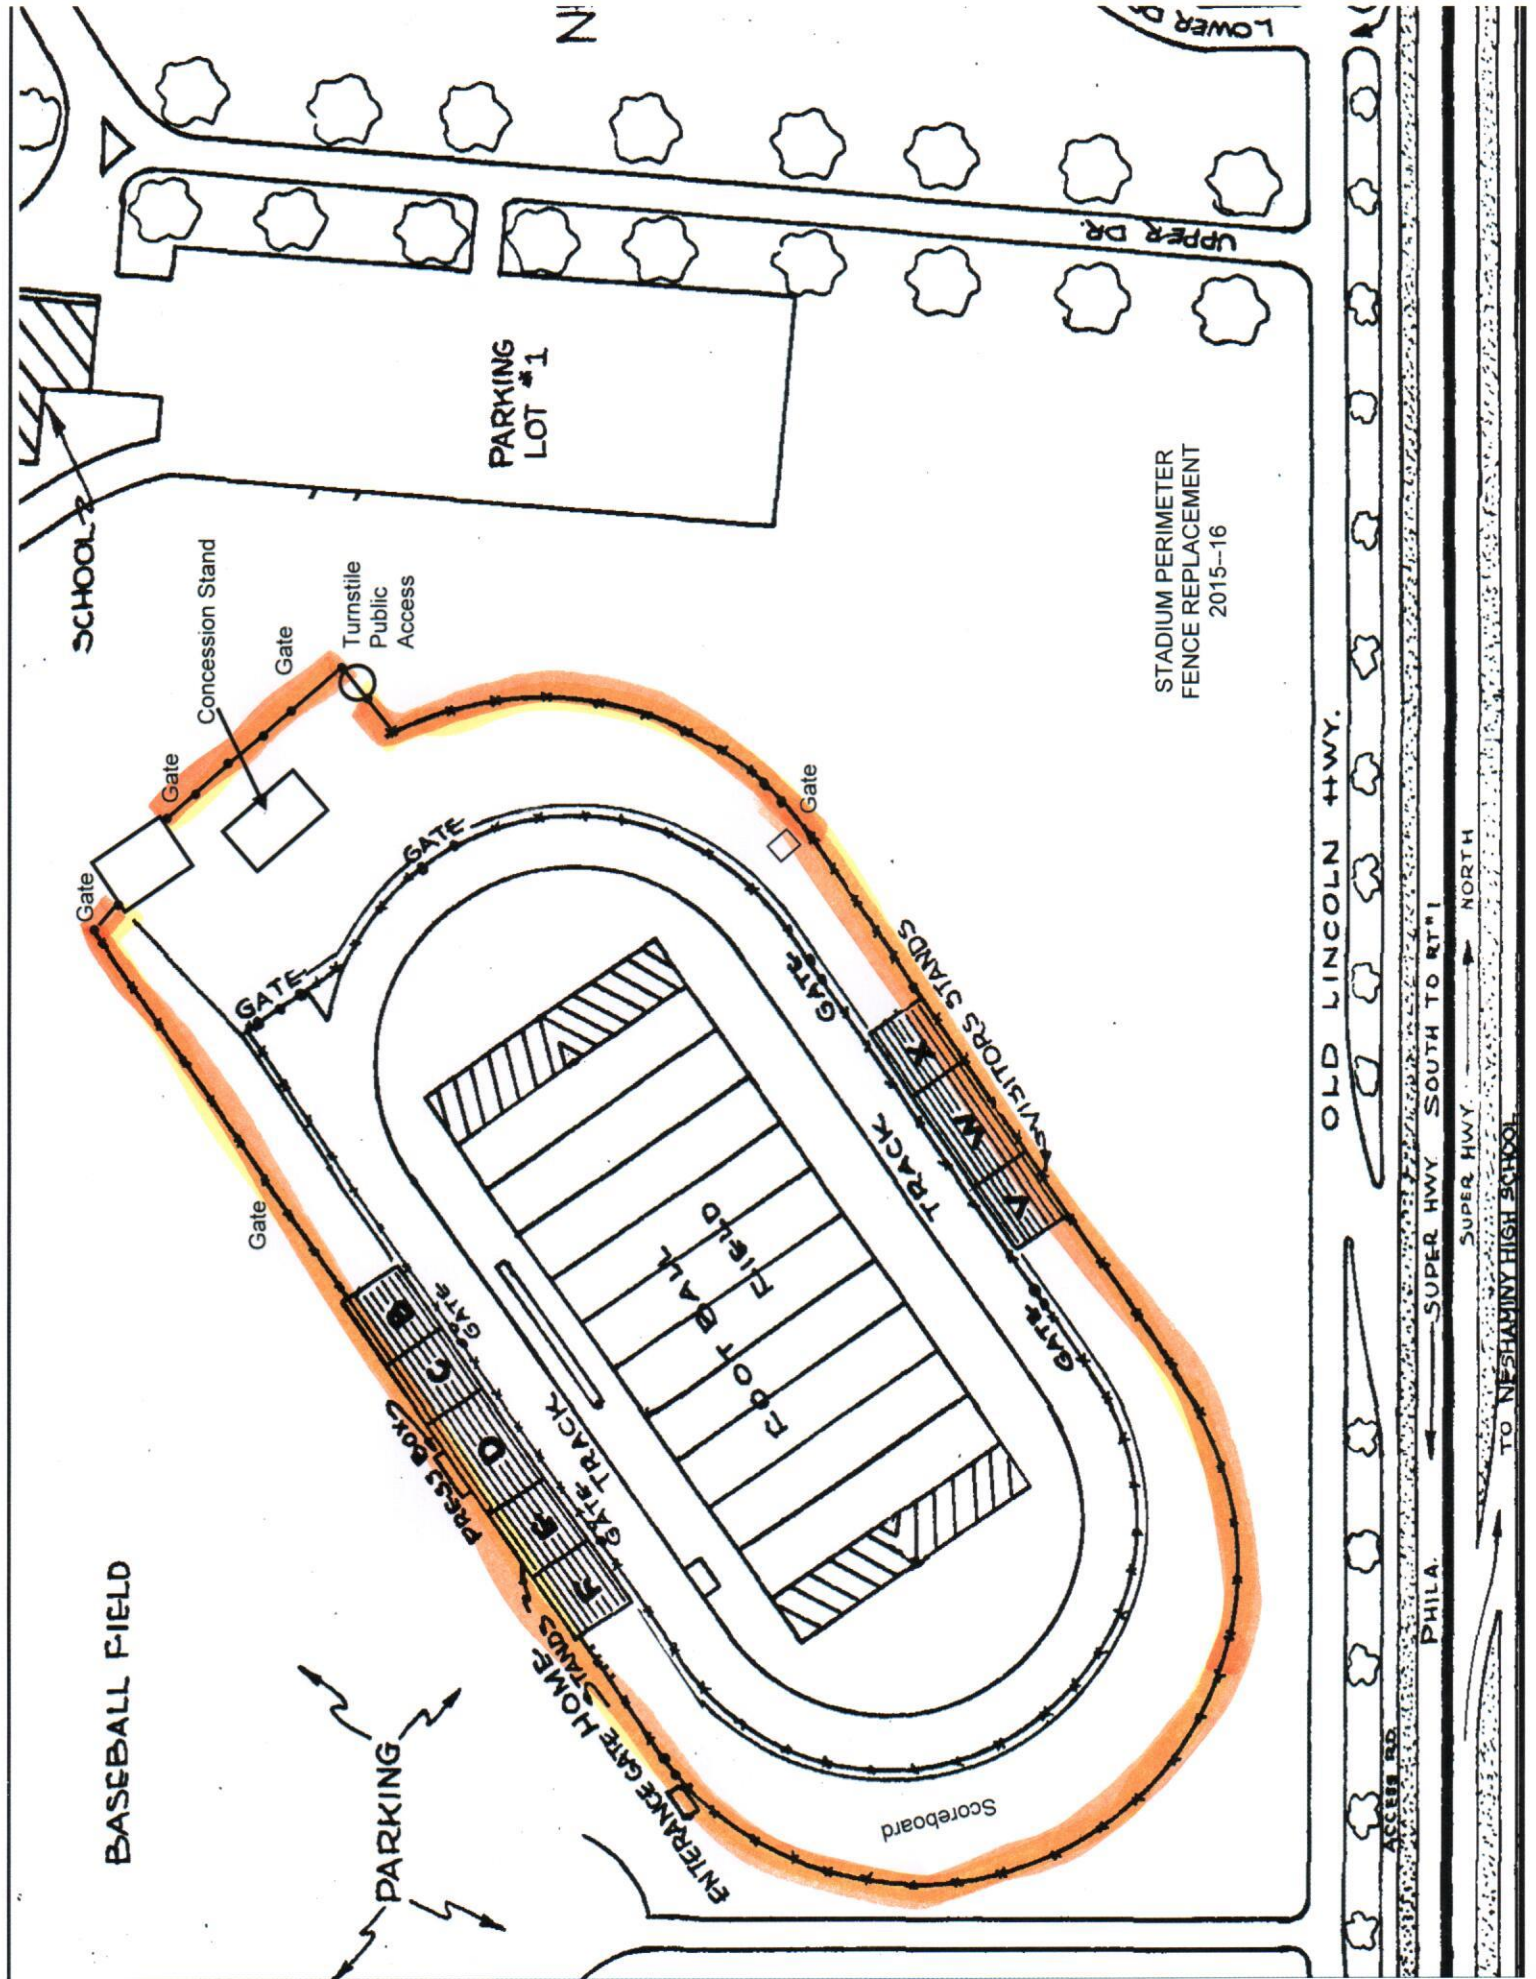 BASEBALL FIELD
PARKING
SCHOOL
Concession Stand
Gate
Gate
Gate
Gate
Gate
Turnstile
Public
Access
PARKING
LOT #1
N
UPPER DR.
LOWER
STADIUM PERIMETER
FENCE REPLACEMENT
2015--16
GATE
GATE
GATE
GATE
GATE
GATE
PRESS BOX
HOME
STANDS
ENTERANCE GATE
B
C
D
E
F
TRACK
FOOT BALL
FIELD
TRACK
X
W
V
VISITORS STANDS
Scoreboard
OLD LINCOLN HWY.
ACCESS RD.
PHILA.
SUPER HWY SOUTH TO RT#1
SUPER HWY. NORTH
TO NESHAMINY HIGH SCHOOL